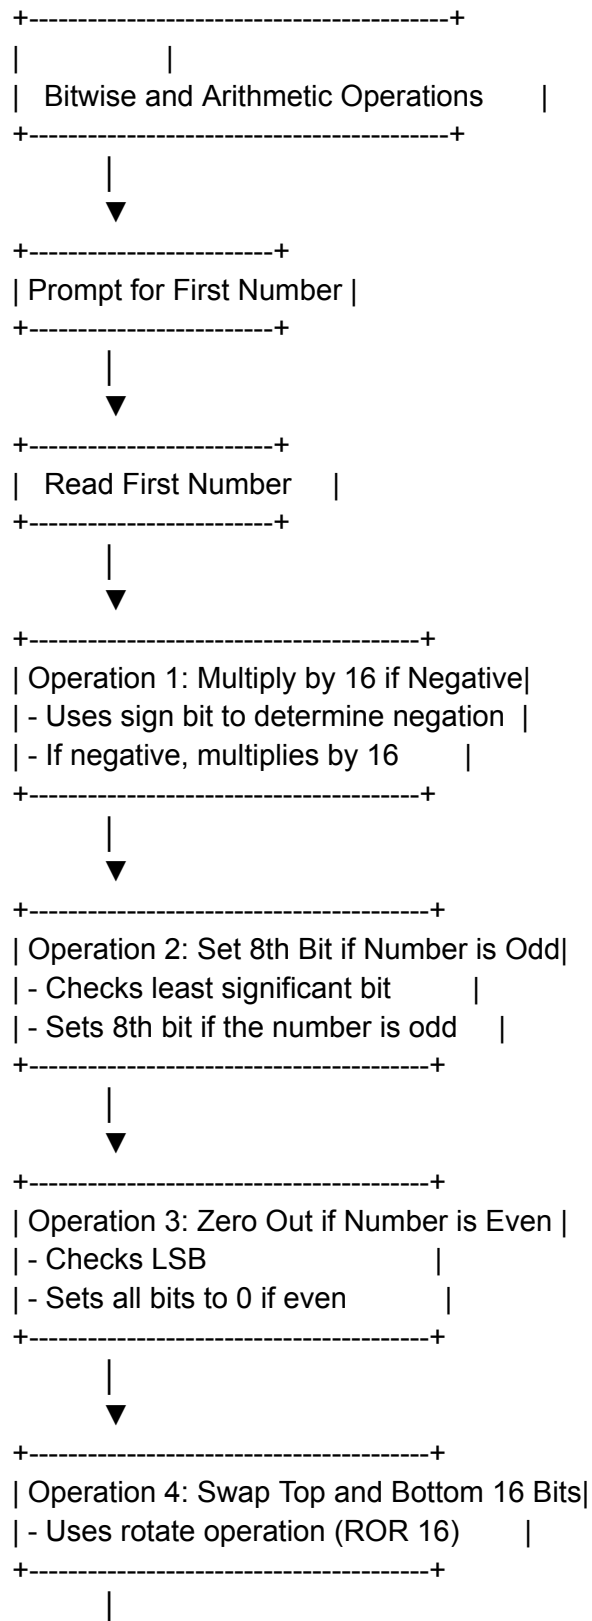 +-------------------------------------------+
|                  |
|   Bitwise and Arithmetic Operations       |
+-------------------------------------------+
|
▼
+-------------------------+
| Prompt for First Number |
+-------------------------+
|
▼
+-------------------------+
|   Read First Number     |
+-------------------------+
|
▼
+----------------------------------------+
| Operation 1: Multiply by 16 if Negative|
| - Uses sign bit to determine negation  |
| - If negative, multiplies by 16        |
+----------------------------------------+
|
▼
+-----------------------------------------+
| Operation 2: Set 8th Bit if Number is Odd|
| - Checks least significant bit          |
| - Sets 8th bit if the number is odd     |
+-----------------------------------------+
|
▼
+-----------------------------------------+
| Operation 3: Zero Out if Number is Even |
| - Checks LSB                            |
| - Sets all bits to 0 if even            |
+-----------------------------------------+
|
▼
+-----------------------------------------+
| Operation 4: Swap Top and Bottom 16 Bits|
| - Uses rotate operation (ROR 16)        |
+-----------------------------------------+
|